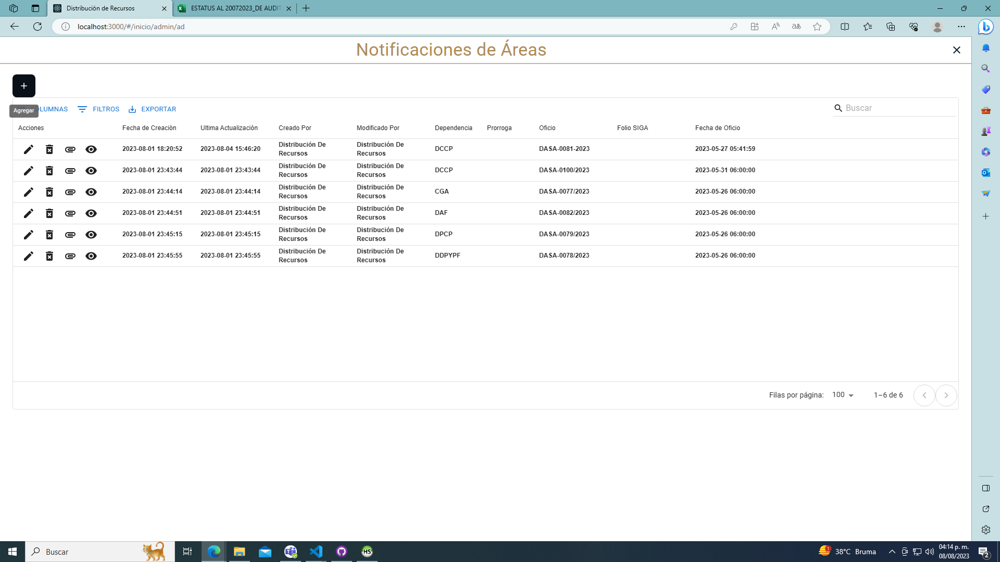 Distribución de Recursos
ESTATUS AL 20072023_DE AUDIT
localhost:3000/#/inicio/admin/ad
Notificaciones de Áreas
Agregar
OLUMNAS FILTROS EXPORTAR
Buscar
Acciones Fecha de Creación Ultima Actualización Creado Por Modificado Por Dependencia Prorroga Oficio Folio SIGA Fecha de Oficio
2023-08-01 18:20:52 2023-08-04 15:46:20 Distribución De Recursos Distribución De Recursos DCCP DASA-0081-2023 2023-05-27 05:41:59
2023-08-01 23:43:44 2023-08-01 23:43:44 Distribución De Recursos Distribución De Recursos DCCP DASA-0100/2023 2023-05-31 06:00:00
2023-08-01 23:44:14 2023-08-01 23:44:14 Distribución De Recursos Distribución De Recursos CGA DASA-0077/2023 2023-05-26 06:00:00
2023-08-01 23:44:51 2023-08-01 23:44:51 Distribución De Recursos Distribución De Recursos DAF DASA-0082/2023 2023-05-26 06:00:00
2023-08-01 23:45:15 2023-08-01 23:45:15 Distribución De Recursos Distribución De Recursos DPCP DASA-0079/2023 2023-05-26 06:00:00
2023-08-01 23:45:55 2023-08-01 23:45:55 Distribución De Recursos Distribución De Recursos DDPYPF DASA-0078/2023 2023-05-26 06:00:00
Filas por página: 100 1–6 de 6
Buscar
HS
1
38°C Bruma
04:14 p. m.
08/08/2023
2